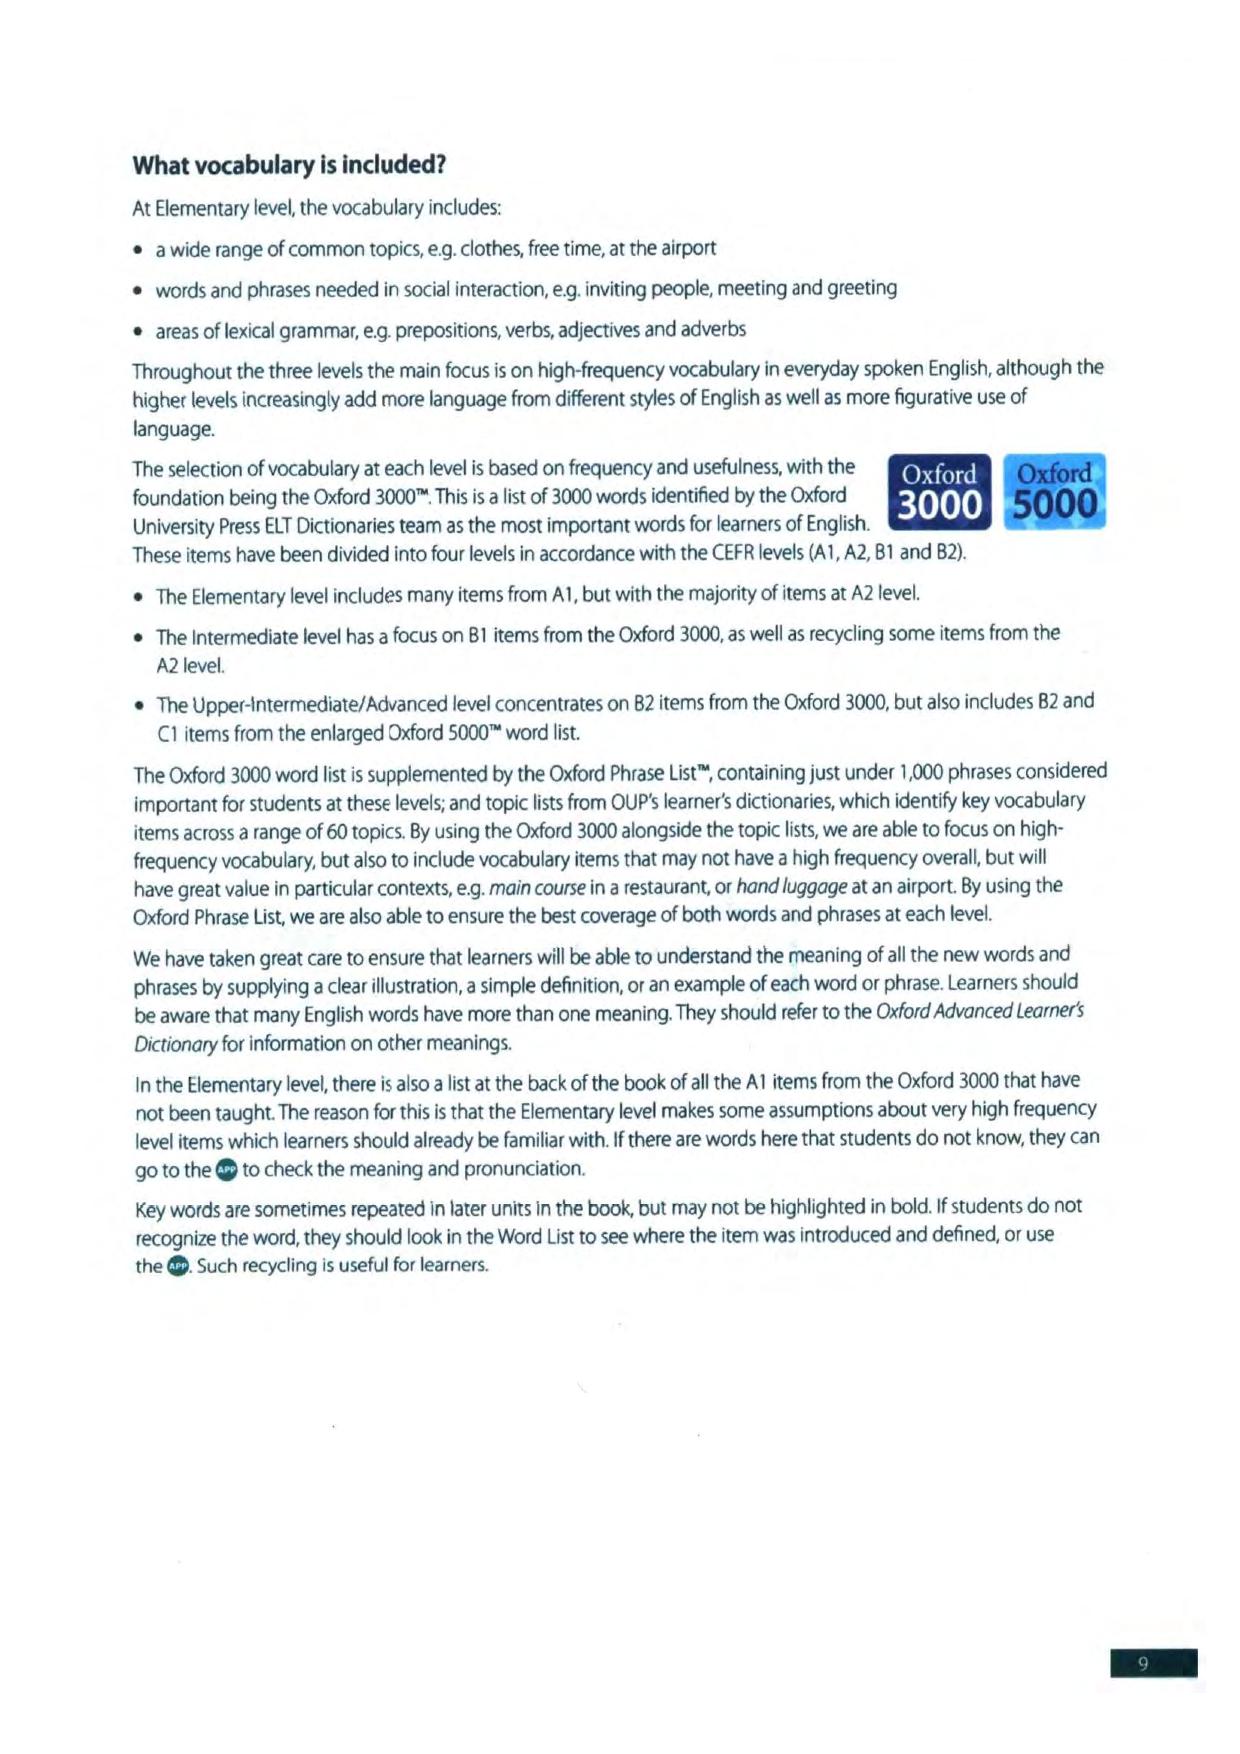 What vocabulary is included?
At Elementary level, the vocabulary includes:
• a wide range of common topics, e.g. clothes, free time, at the airport
• words and phrases needed in social interaction, e.g. inviting people, meeting and greeting
• areas of lexical grammar, e.g. prepositions, verbs, adjectives and adverbs
Throughout the three levels the main focus is on high-frequency vocabulary in everyday spoken English, although the
higher levels increasingly add more language from different styles of English as well as more figurative use of
language.
The selection of vocabulary at each level is based on frequency and usefulness, with the
foundation being the Oxford 3000™. This is a list of 3000 words identified by the Oxford
University Press ELT Dictionaries team as the most important words for learners of English.
Oxford
3000
Oxford
5000
These items have been divided into four levels in accordance with the CEFR levels (A1, A2, B1 and B2).
• The Elementary level includes many items from A1, but with the majority of items at A2 level.
• The Intermediate level has a focus on B1 items from the Oxford 3000, as well as recycling some items from the
A2 level.
• The Upper-Intermediate/Advanced level concentrates on B2 items from the Oxford 3000, but also includes B2 and
C1 items from the enlarged Oxford 5000™ word list.
The Oxford 3000 word list is supplemented by the Oxford Phrase List™, containing just under 1,000 phrases considered
important for students at these levels; and topic lists from OUP's learner's dictionaries, which identify key vocabulary
items across a range of 60 topics. By using the Oxford 3000 alongside the topic lists, we are able to focus on high-
frequency vocabulary, but also to include vocabulary items that may not have a high frequency overall, but will
have great value in particular contexts, e.g. main course in a restaurant, or hand luggage at an airport. By using the
Oxford Phrase List, we are also able to ensure the best coverage of both words and phrases at each level.
We have taken great care to ensure that learners will be able to understand the meaning of all the new words and
phrases by supplying a clear illustration, a simple definition, or an example of each word or phrase. Learners should
be aware that many English words have more than one meaning. They should refer to the Oxford Advanced Learner's
Dictionary for information on other meanings.
In the Elementary level, there is also a list at the back of the book of all the A1 items from the Oxford 3000 that have
not been taught. The reason for this is that the Elementary level makes some assumptions about very high frequency
level items which learners should already be familiar with. If there are words here that students do not know, they can
go to the APP to check the meaning and pronunciation.
Key words are sometimes repeated in later units in the book, but may not be highlighted in bold. If students do not
recognize the word, they should look in the Word List to see where the item was introduced and defined, or use
the APP. Such recycling is useful for learners.
9